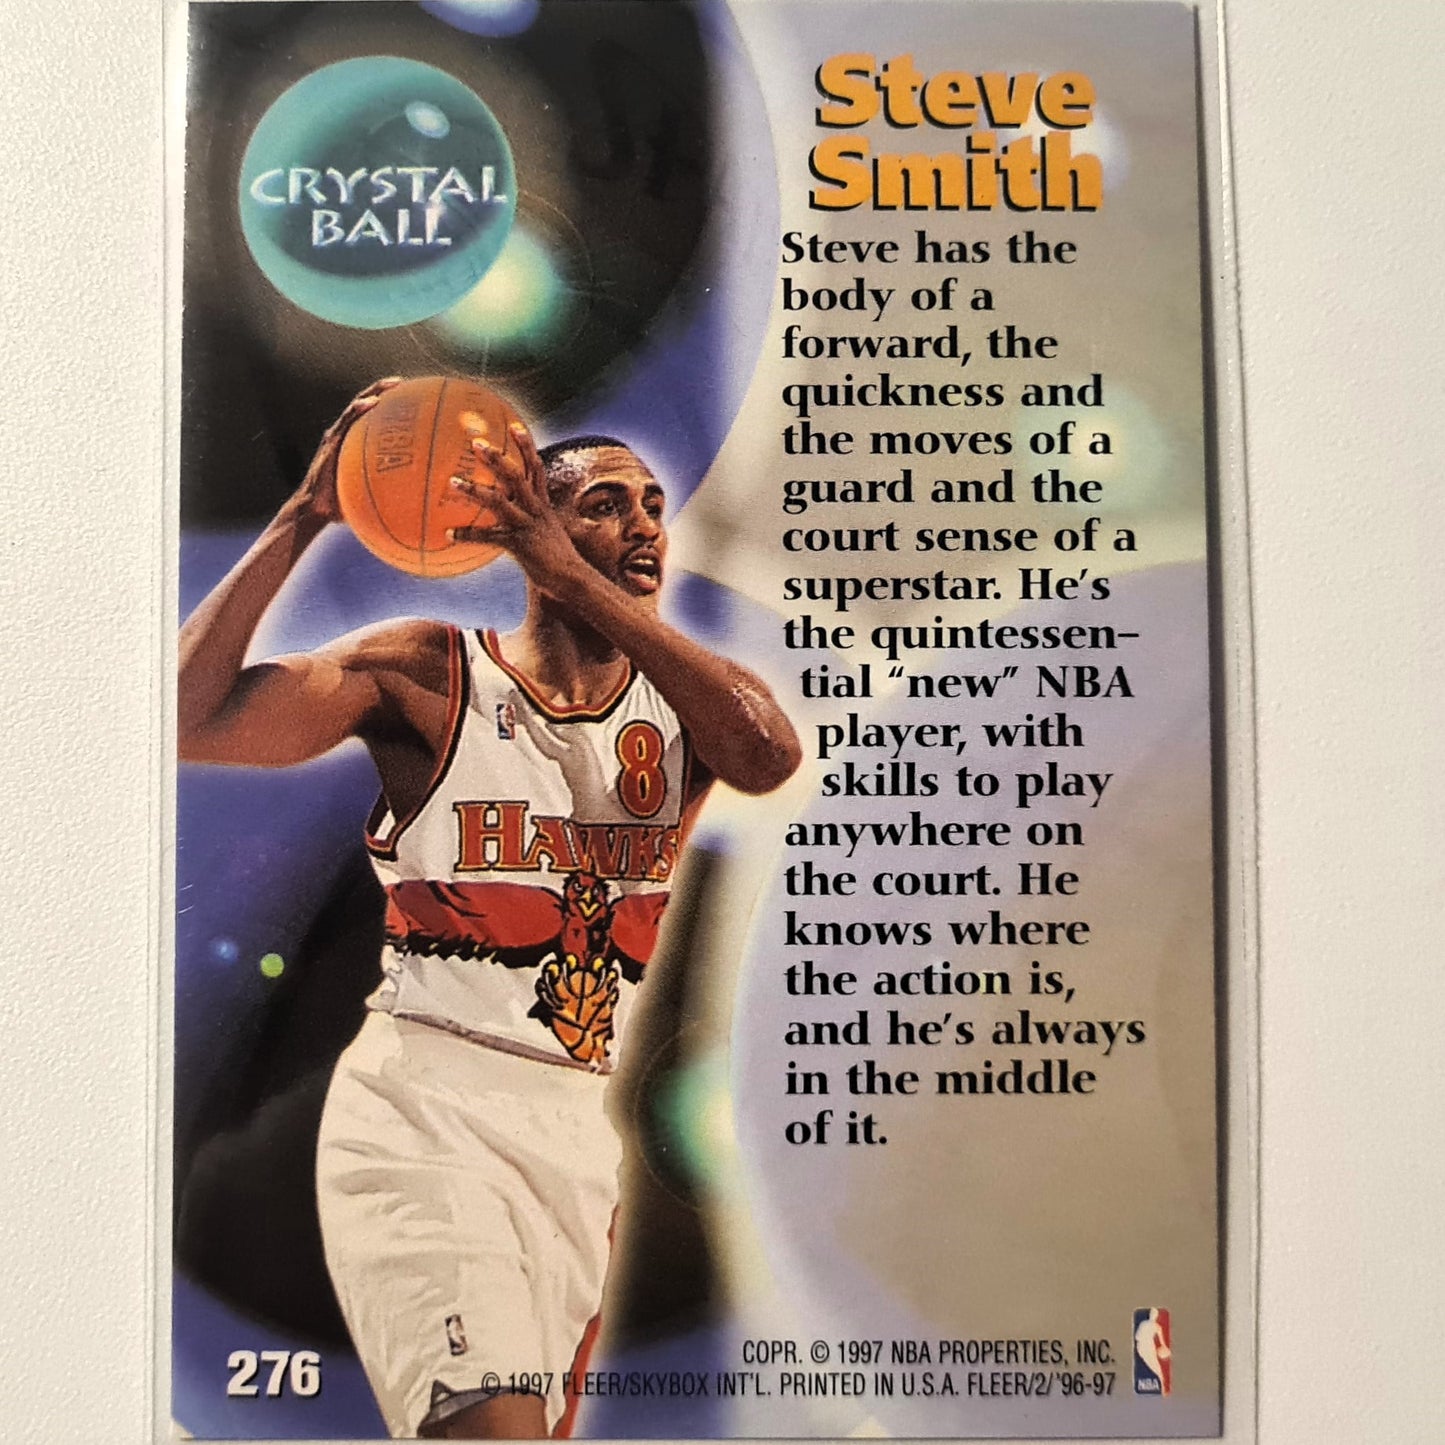 CRYSTAL
BALL
Steve
Smith
Steve has the
body of a
forward, the
quickness and
the moves of a
guard and the
court sense of a
superstar. He's
the quintessen–
tial “new” NBA
player, with
skills to play
anywhere on
the court. He
knows where
the action is,
and he's always
in the middle
of it.
8
HAWKS
276
COPR. © 1997 NBA PROPERTIES, INC.
© 1997 FLEER/SKYBOX INT'L. PRINTED IN U.S.A. FLEER/2/'96-97
NBA